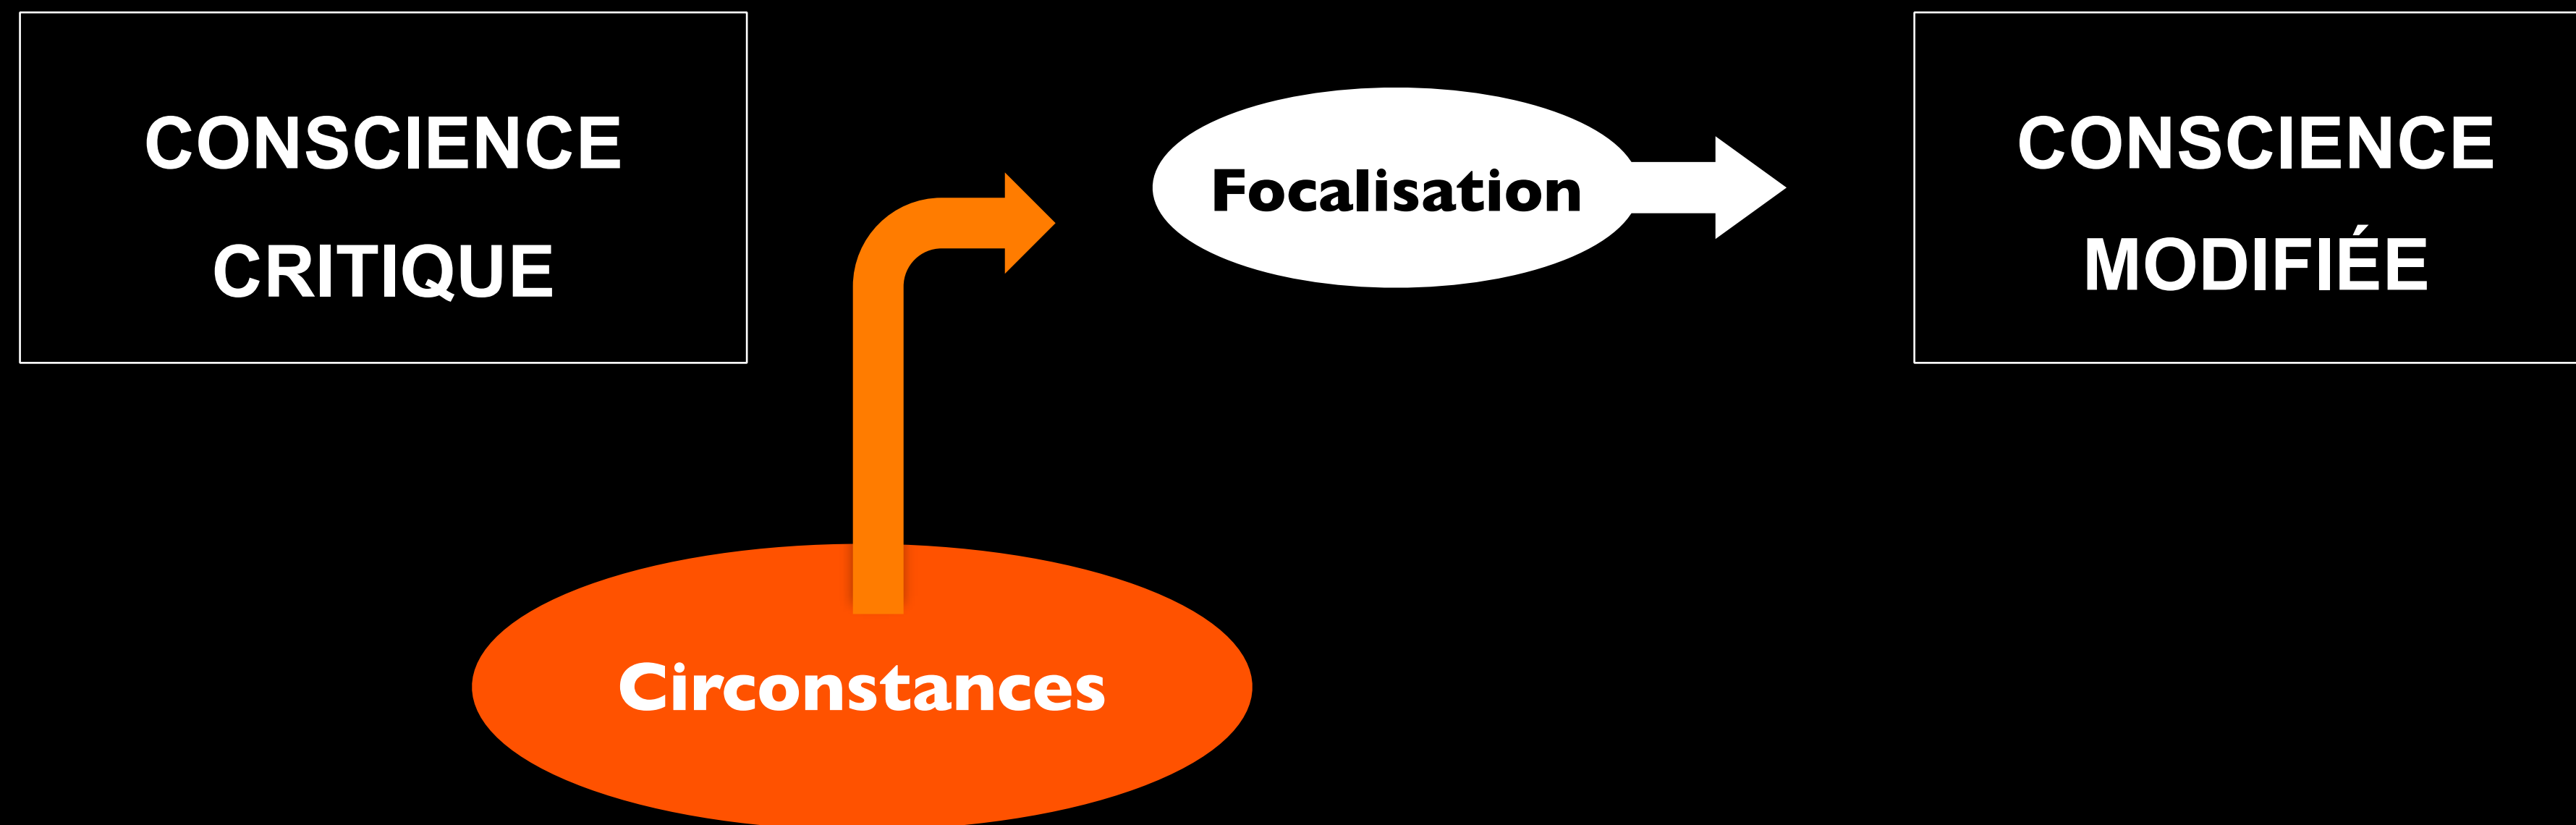 CONSCIENCE
CRITIQUE
Focalisation
CONSCIENCE
MODIFIÉE
Circonstances